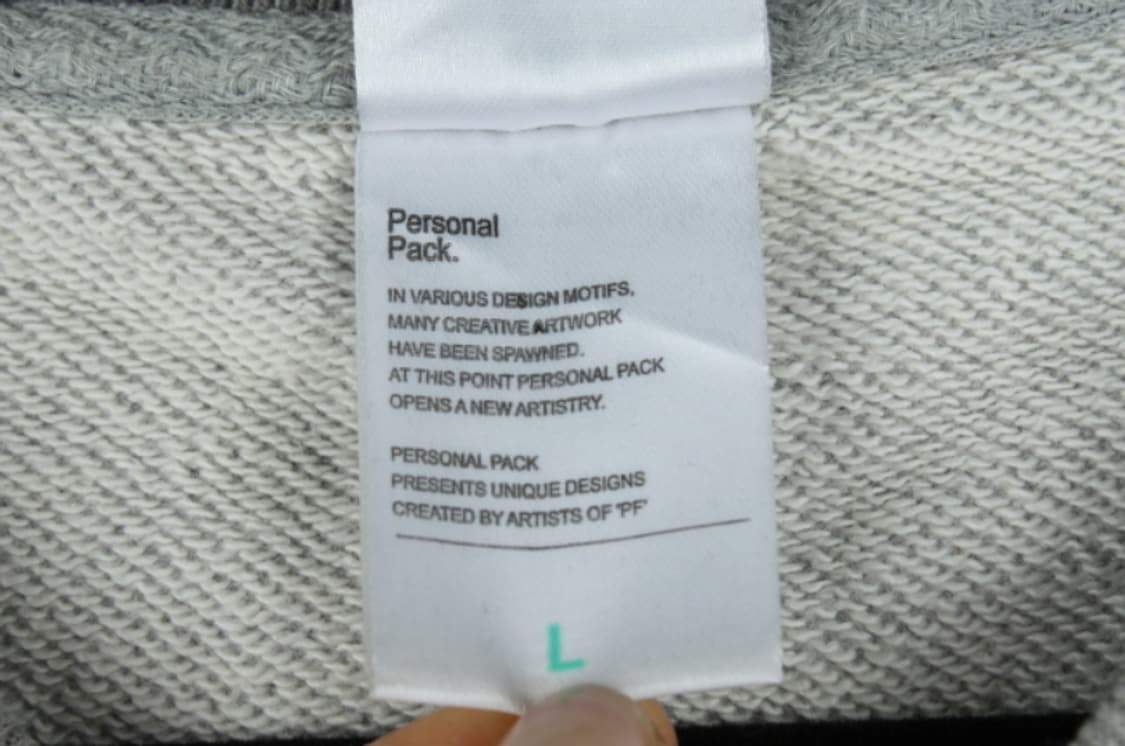 Personal
Pack.
IN VARIOUS DESIGN MOTIFS,
MANY CREATIVE ARTWORK
HAVE BEEN SPAWNED.
AT THIS POINT PERSONAL PACK
OPENS A NEW ARTISTRY.
PERSONAL PACK
PRESENTS UNIQUE DESIGNS
CREATED BY ARTISTS OF 'PF'
L